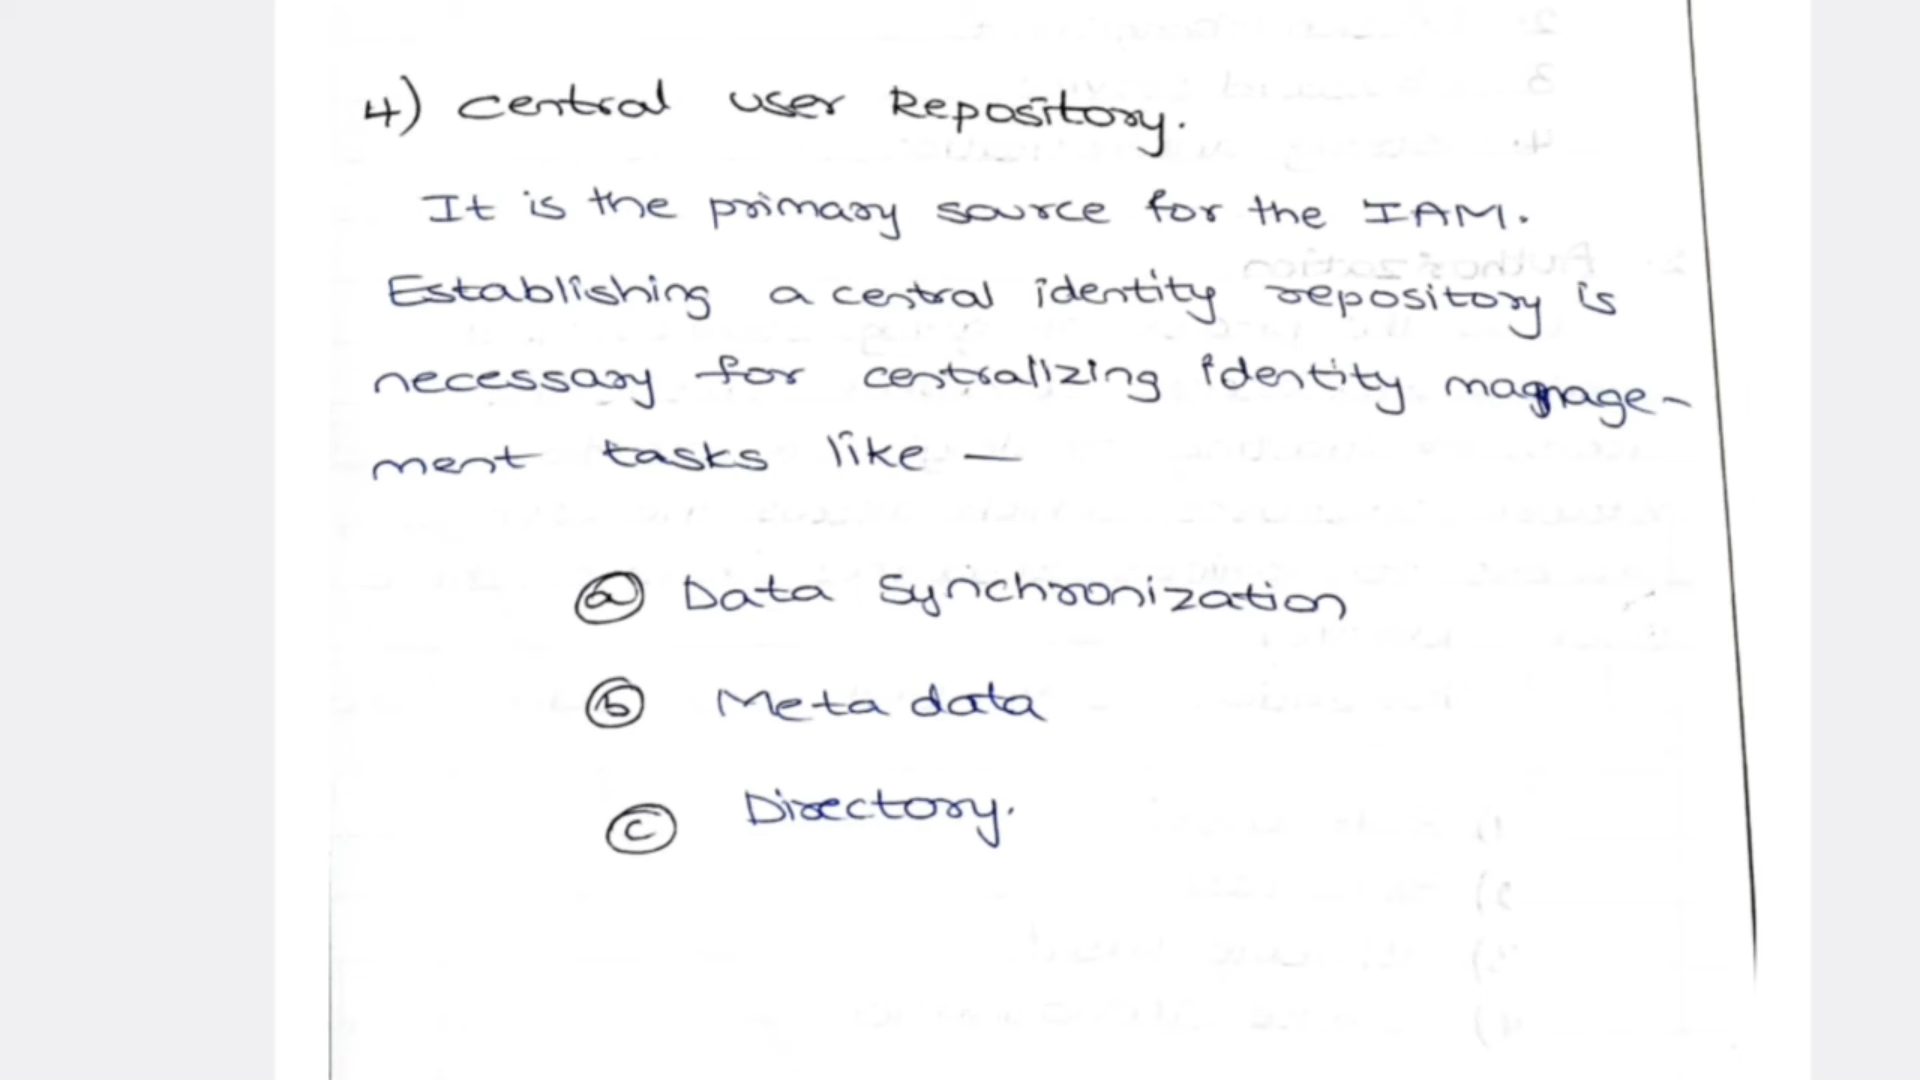 4) Central user Repository.
It is the primary source for the IAM.
Establishing a central identity repository is
necessary for centralizing identity manage-
ment tasks like —
a Data Synchronization
b Meta data
c Directory.